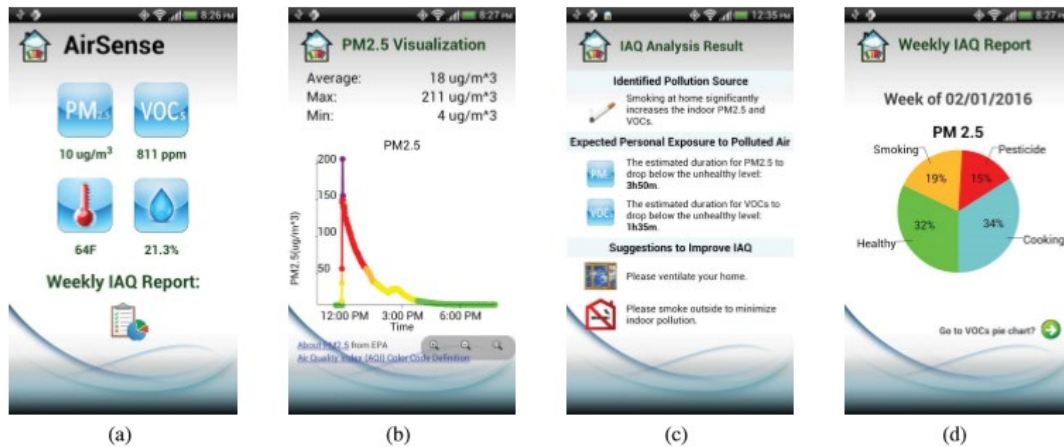 8:26 PM
AirSense
PM2.5
VOCs
10 ug/m³
811 ppm
64F
21.3%
Weekly IAQ Report:
(a)
8:27 PM
PM2.5 Visualization
Average: 18 ug/m^3
Max: 211 ug/m^3
Min: 4 ug/m^3
PM2.5
PM2.5(ug/m^3)
200
150
100
50
12:00 PM 3:00 PM 6:00 PM
Time
About PM2.5 from EPA
Air Quality Index (AQI) Color Code Definition
(b)
12:35 PM
IAQ Analysis Result
Identified Pollution Source
Smoking at home significantly
increases the indoor PM2.5 and
VOCs.
Expected Personal Exposure to Polluted Air
PM
The estimated duration for PM2.5 to
drop below the unhealthy level:
3h50m.
VOC
The estimated duration for VOCs to
drop below the unhealthy level:
1h35m.
Suggestions to Improve IAQ
Please ventilate your home.
Please smoke outside to minimize
indoor pollution.
(c)
8:27 PM
Weekly IAQ Report
Week of 02/01/2016
PM 2.5
Smoking
Pesticide
19%
15%
32%
34%
Healthy
Cooking
Go to VOCs pie chart?
(d)